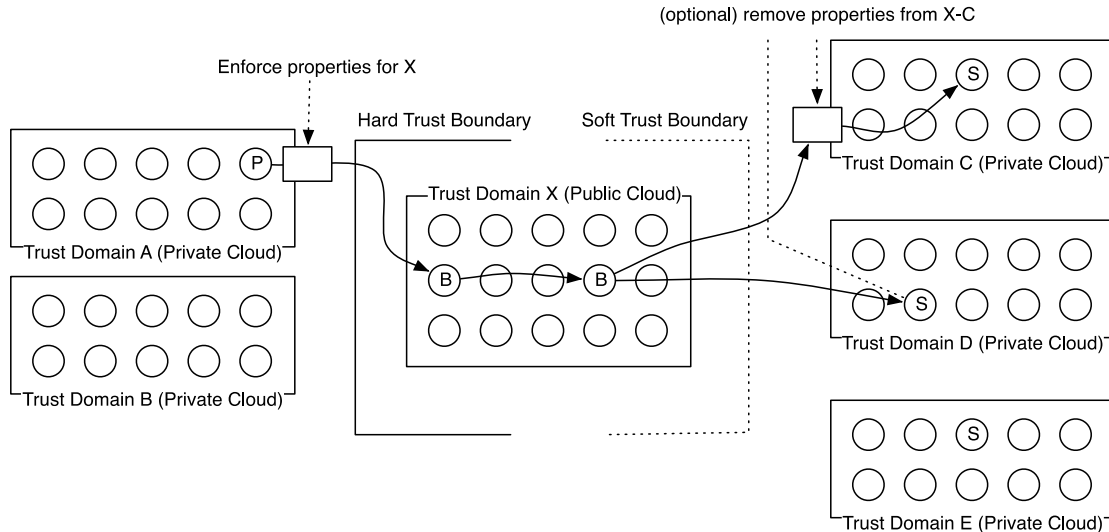 (optional) remove properties from X-C
Enforce properties for X
Hard Trust Boundary
Soft Trust Boundary
S
P
Trust Domain C (Private Cloud)
Trust Domain X (Public Cloud)
Trust Domain A (Private Cloud)
B
B
S
Trust Domain D (Private Cloud)
Trust Domain B (Private Cloud)
S
Trust Domain E (Private Cloud)